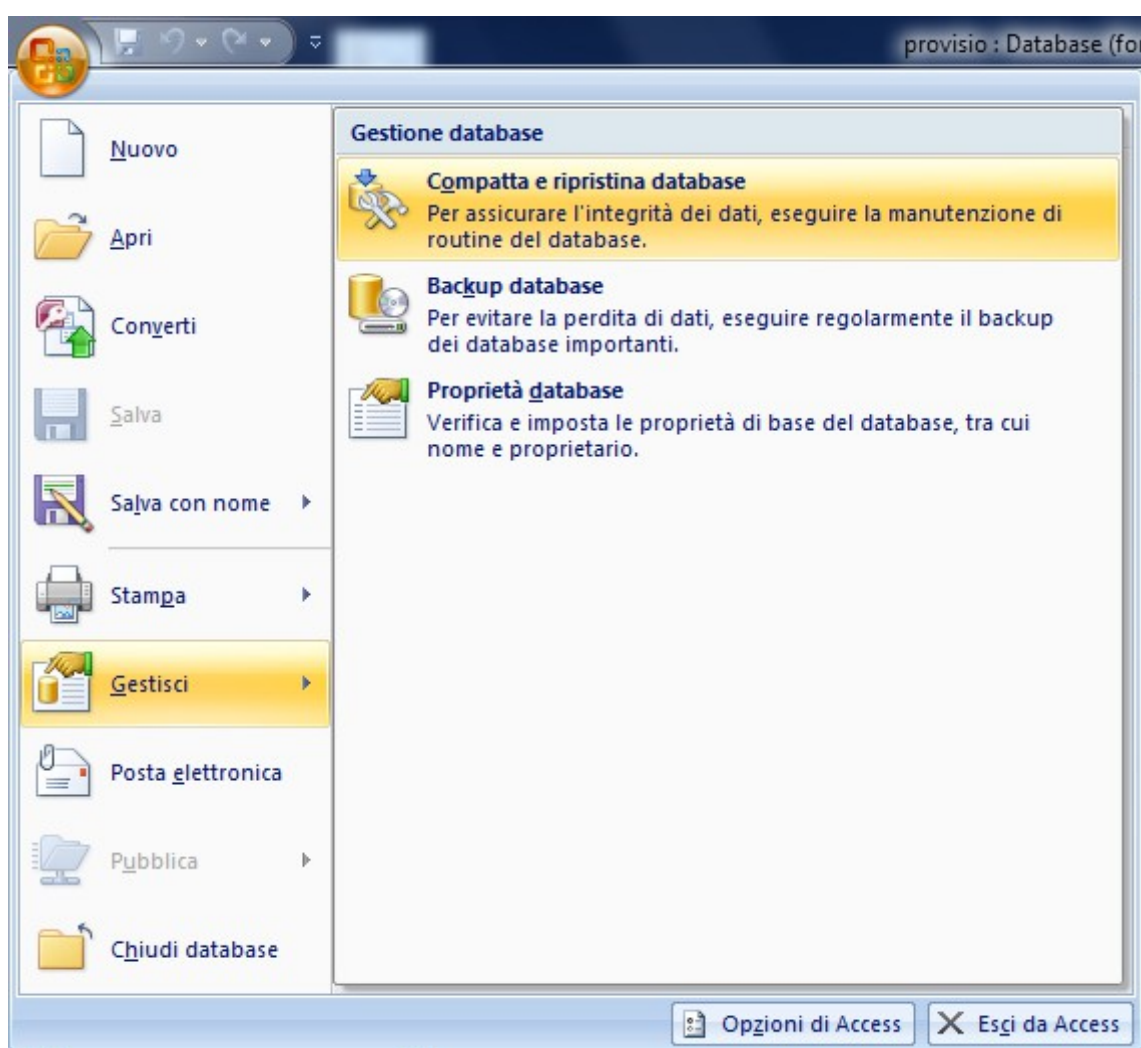 provisio : Database (for
Nuovo
Apri
Converti
Salva
Salva con nome
Stampa
Gestisci
Posta elettronica
Pubblica
Chiudi database
Gestione database
Compatta e ripristina database
Per assicurare l'integrità dei dati, eseguire la manutenzione di
routine del database.
Backup database
Per evitare la perdita di dati, eseguire regolarmente il backup
dei database importanti.
Proprietà database
Verifica e imposta le proprietà di base del database, tra cui
nome e proprietario.
Opzioni di Access
Esci da Access